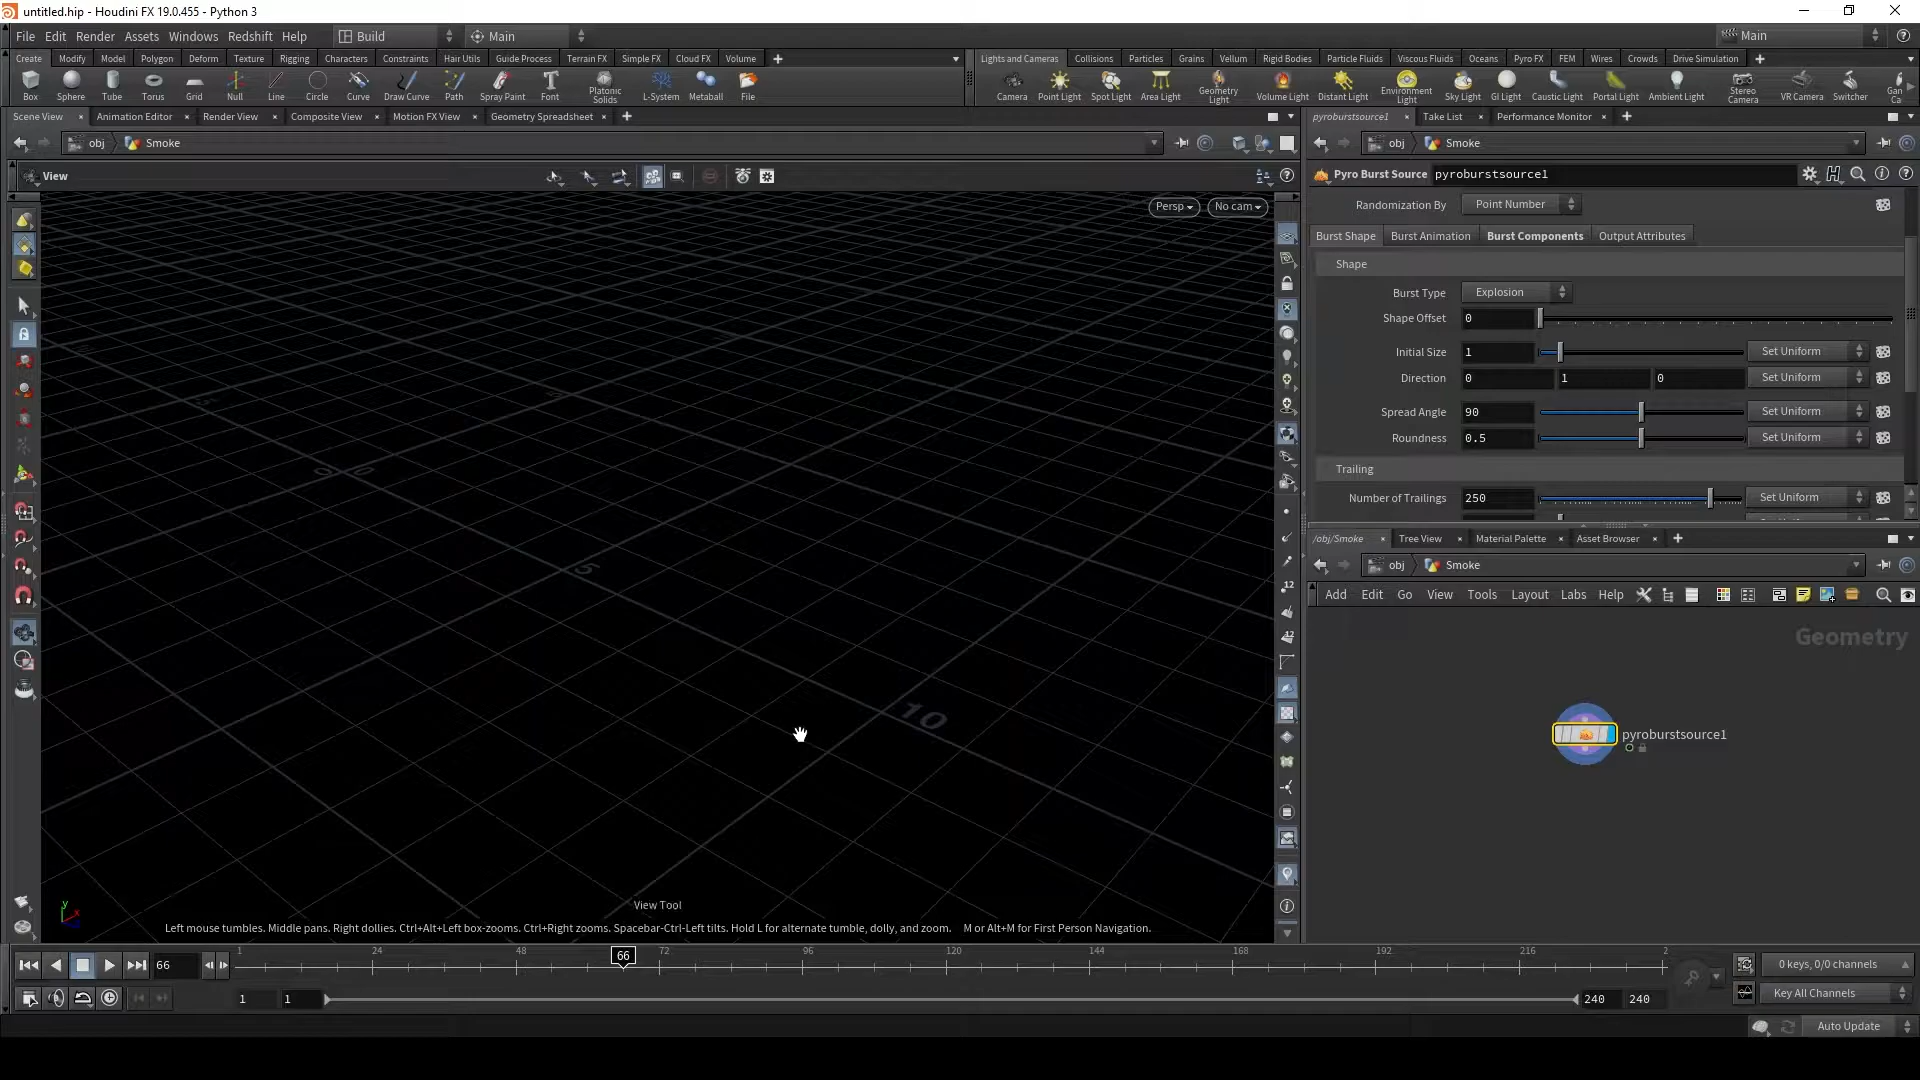 untitled.hip - Houdini FX 19.0.455 - Python 3
File Edit Render Assets Windows Redshift Help Build Main Main
Create Modify Model Polygon Deform Texture Rigging Characters Constraints Hair Utils Guide Process Terrain FX Simple FX Cloud FX Volume
Lights and Cameras Collisions Particles Grains Vellum Rigid Bodies Particle Fluids Viscous Fluids Oceans Pyro FX FEM Wires Crowds Drive Simulation
Box Sphere Tube Torus Grid Null Line Circle Curve Draw Curve Path Spray Paint Font Platonic Solids L-System Metaball File
Camera Point Light Spot Light Area Light Geometry Light Volume Light Distant Light Environment Light Sky Light GI Light Caustic Light Portal Light Ambient Light Stereo Camera VR Camera Switcher Gan Ca
Scene View Animation Editor Render View Composite View Motion FX View Geometry Spreadsheet
pyroburstsource1 Take List Performance Monitor
obj Smoke
obj Smoke
View
Persp No cam
Pyro Burst Source pyroburstsource1
Randomization By Point Number
Burst Shape Burst Animation Burst Components Output Attributes
Shape
Burst Type Explosion
Shape Offset 0
Initial Size 1 Set Uniform
Direction 0 1 0 Set Uniform
Spread Angle 90 Set Uniform
Roundness 0.5 Set Uniform
Trailing
Number of Trailings 250 Set Uniform
/obj/Smoke Tree View Material Palette Asset Browser
obj Smoke
Add Edit Go View Tools Layout Labs Help
Geometry
pyroburstsource1
5
10
12
12
y x
View Tool
Left mouse tumbles. Middle pans. Right dollies. Ctrl+Alt+Left box-zooms. Ctrl+Right zooms. Spacebar-Ctrl-Left tilts. Hold L for alternate tumble, dolly, and zoom. M or Alt+M for First Person Navigation.
66
1 24 48 66 72 96 120 144 168 192 216 2
0 keys, 0/0 channels
1 1 240 240
Key All Channels
Auto Update